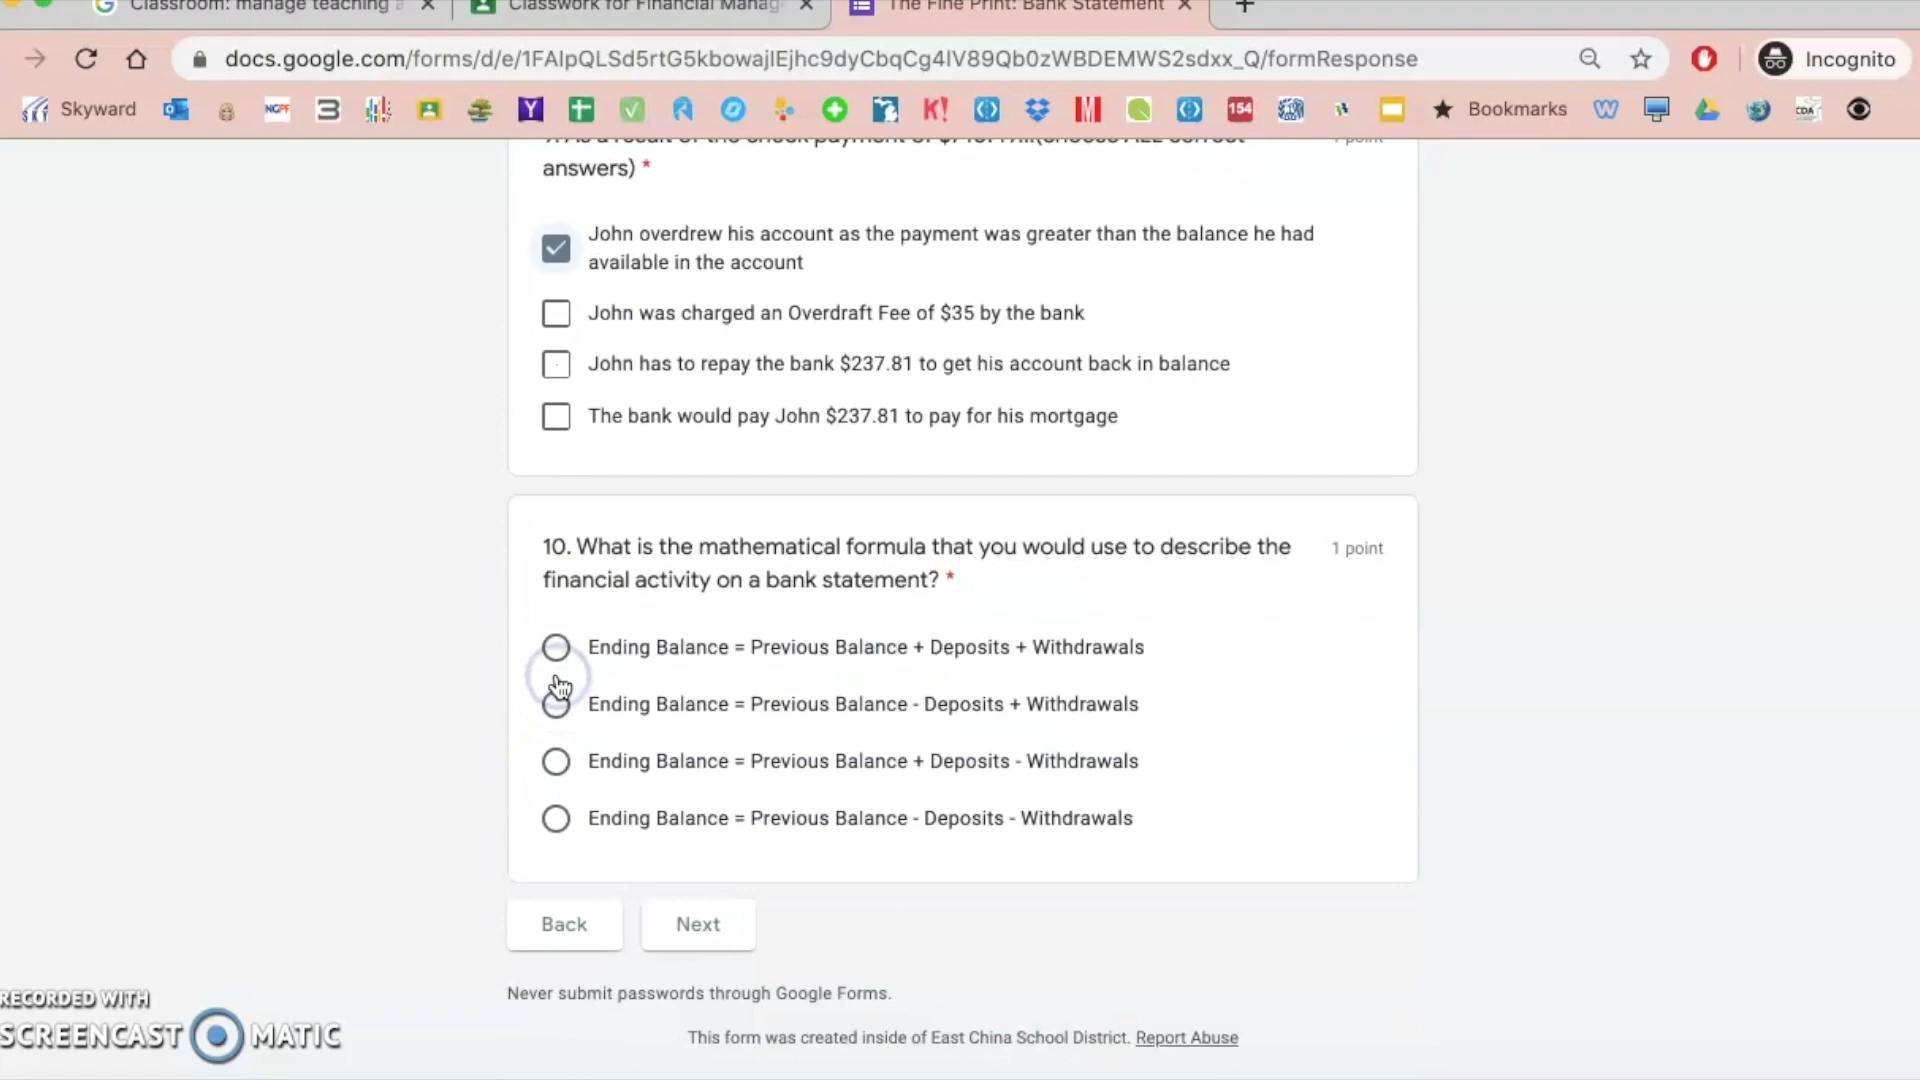 Classroom: manage teaching a
Classwork for Financial Manag
The Fine Print: Bank Statement
docs.google.com/forms/d/e/1FAIpQLSd5rtG5kbowajlEjhc9dyCbqCg4lV89Qb0zWBDEMWS2sdxx_Q/formResponse
Incognito
Skyward
NGPF
K!
154
Bookmarks
CDA
answers) *
John overdrew his account as the payment was greater than the balance he had
available in the account
John was charged an Overdraft Fee of $35 by the bank
John has to repay the bank $237.81 to get his account back in balance
The bank would pay John $237.81 to pay for his mortgage
10. What is the mathematical formula that you would use to describe the
financial activity on a bank statement? *
1 point
Ending Balance = Previous Balance + Deposits + Withdrawals
Ending Balance = Previous Balance - Deposits + Withdrawals
Ending Balance = Previous Balance + Deposits - Withdrawals
Ending Balance = Previous Balance - Deposits - Withdrawals
Back
Next
Never submit passwords through Google Forms.
This form was created inside of East China School District. Report Abuse
RECORDED WITH
SCREENCAST MATIC